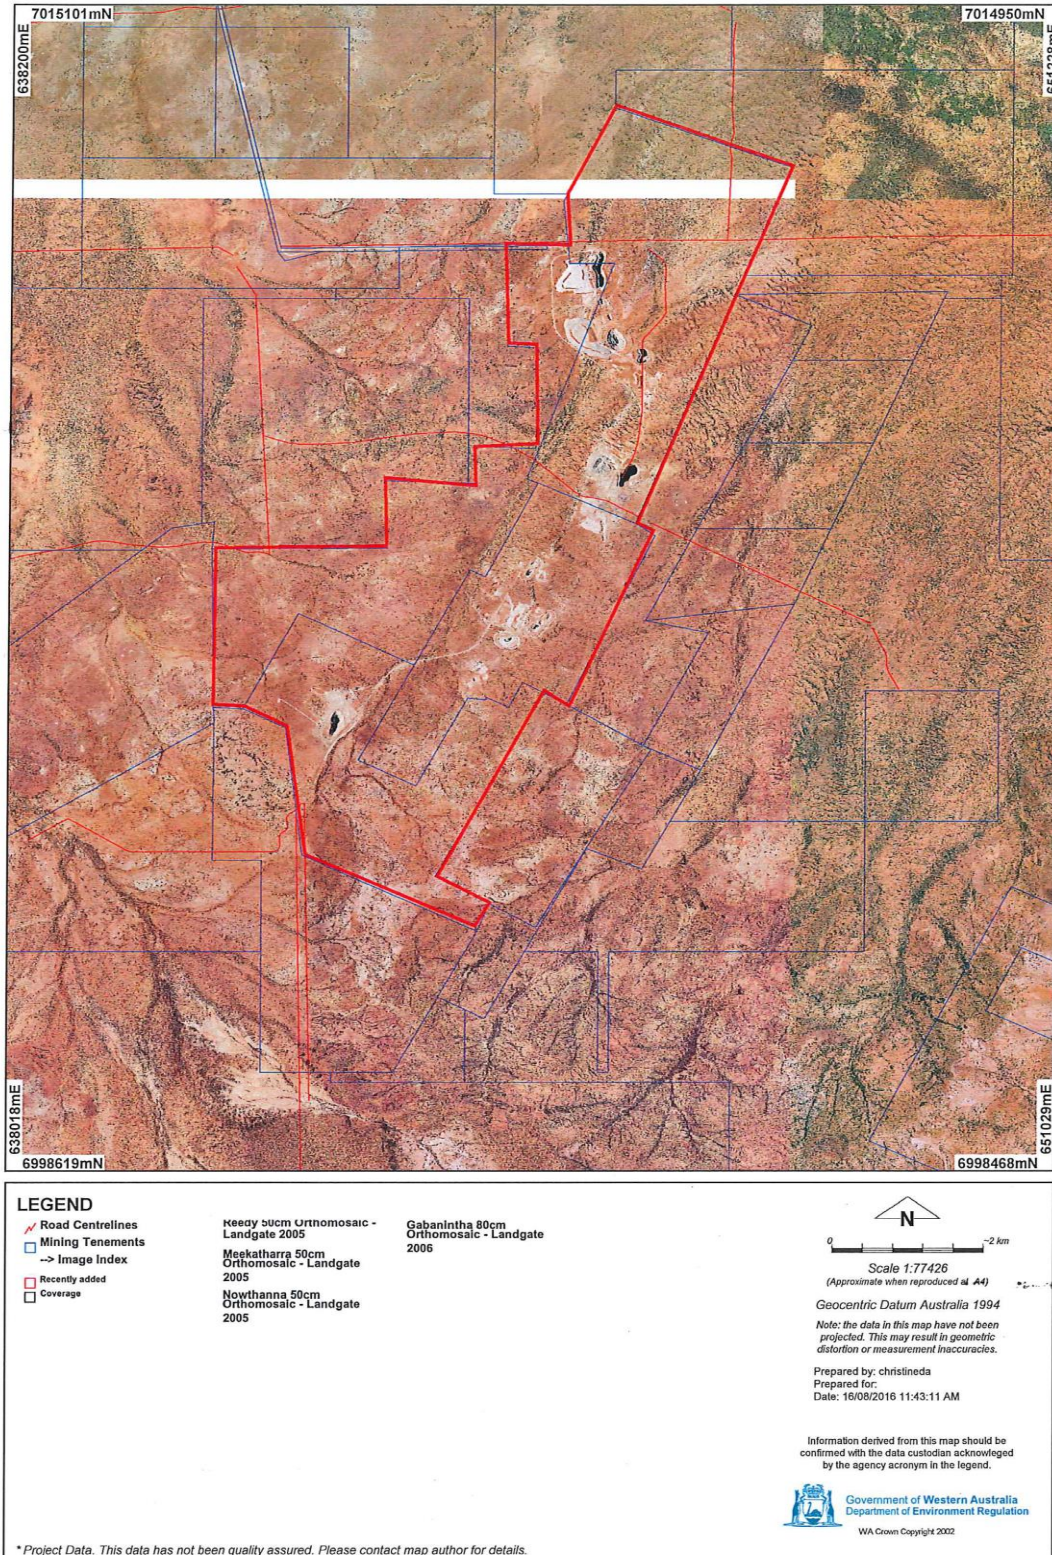 7015101mN
7014950mN
638200mE
638018mE
6998619mN
651029mE
6998468mN
LEGEND
Road Centrelines
Mining Tenements
--> Image Index
Recently added
Coverage
Reedy 50cm Orthomosaic -
Landgate 2005
Meekatharra 50cm
Orthomosaic - Landgate
2005
Nowthanna 50cm
Orthomosaic - Landgate
2005
Gabanintha 80cm
Orthomosaic - Landgate
2006
N
0
~2 km
Scale 1:77426
(Approximate when reproduced at A4)
Geocentric Datum Australia 1994
Note: the data in this map have not been
projected. This may result in geometric
distortion or measurement inaccuracies.
Prepared by: christineda
Prepared for:
Date: 16/08/2016 11:43:11 AM
Information derived from this map should be
confirmed with the data custodian acknowleged
by the agency acronym in the legend.
Government of Western Australia
Department of Environment Regulation
WA Crown Copyright 2002
* Project Data. This data has not been quality assured. Please contact map author for details.